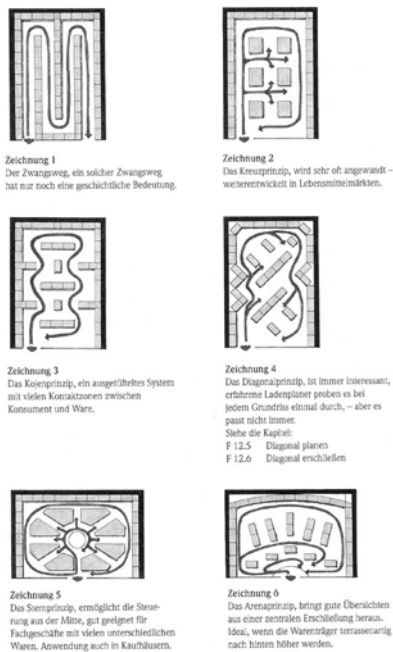 Zeichnung 1
Der Zwangsweg, ein solcher Zwangsweg
hat nur noch eine geschichtliche Bedeutung.
Zeichnung 2
Das Kreuzprinzip, wird sehr oft angewandt –
weiterentwickelt in Lebensmittelmärkten.
Zeichnung 3
Das Kojenprinzip, ein ausgetüfteltes System
mit vielen Kontaktzonen zwischen
Konsument und Ware.
Zeichnung 4
Das Diagonalprinzip, ist immer interessant,
erfahrene Ladenplaner proben es bei
jedem Grundriss einmal durch, – aber es
passt nicht immer.
Siehe die Kapitel:
F 12.5 Diagonal planen
F 12.6 Diagonal erschließen
Zeichnung 5
Das Sternprinzip, ermöglicht die Steue-
rung aus der Mitte, gut geeignet für
Fachgeschäfte mit vielen unterschiedlichen
Waren. Anwendung auch in Kaufhäusern.
Zeichnung 6
Das Arenaprinzip, bringt gute Übersichten
aus einer zentralen Erschließung heraus.
Ideal, wenn die Warenträger terrassenartig
nach hinten höher werden.